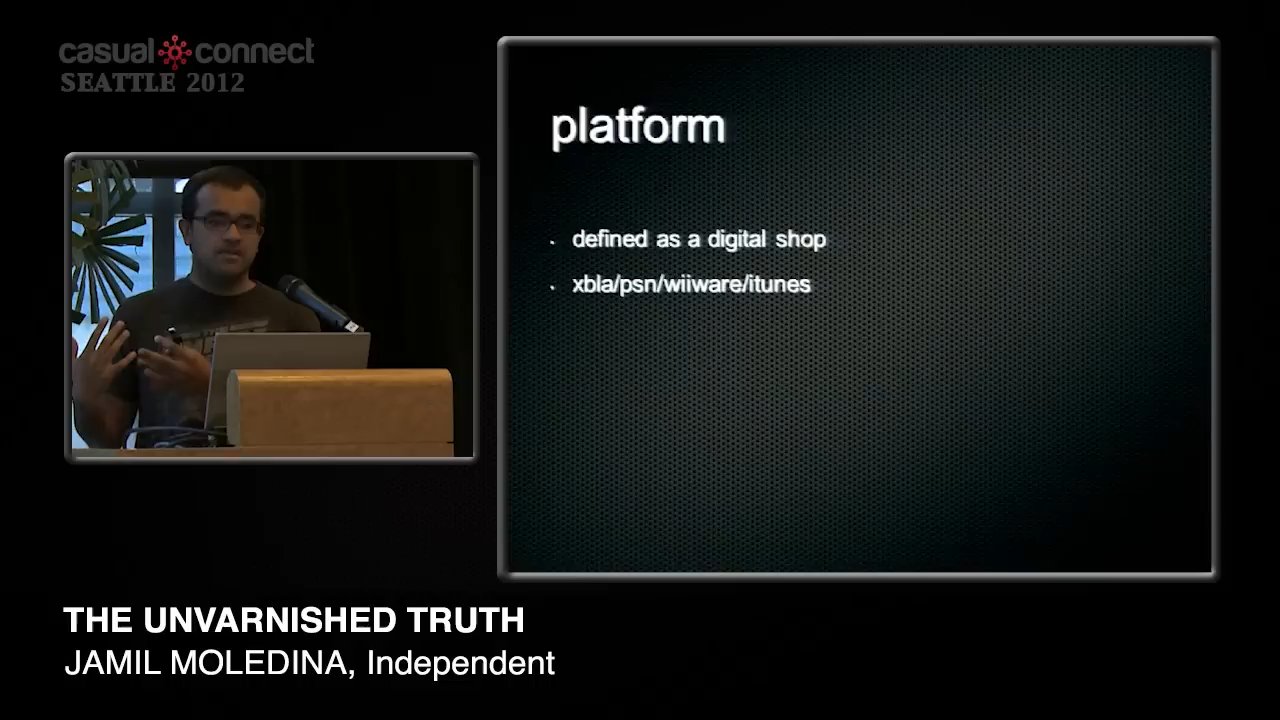 casual connect
SEATTLE 2012
platform
defined as a digital shop
xbla/psn/wiiware/itunes
THE UNVARNISHED TRUTH
JAMIL MOLEDINA, Independent